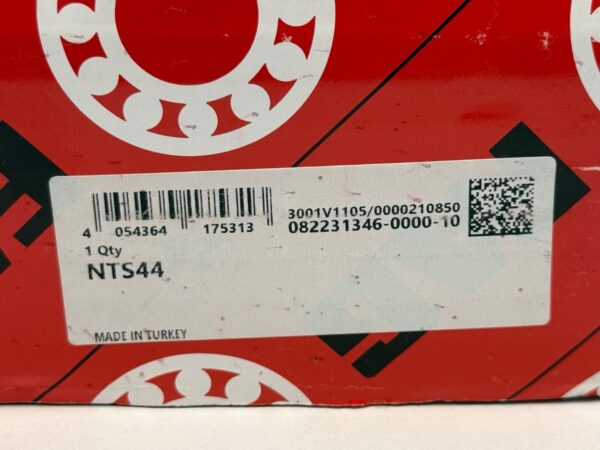 4 054364 175313
3001V1105/0000210850
082231346-0000-10
1 Qty
NTS44
MADE IN TURKEY